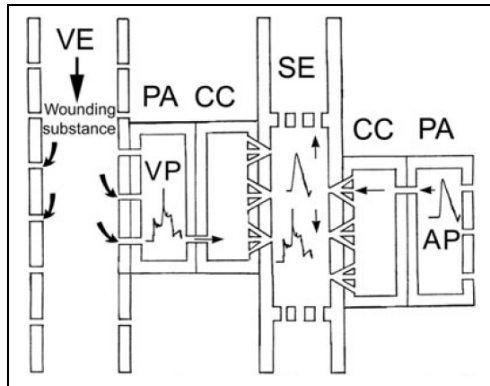 VE
Wounding
substance
PA CC
SE
CC PA
VP
AP